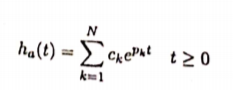 h_a(t) = \sum_{k=1}^{N} c_k e^{p_k t} \quad t \geq 0